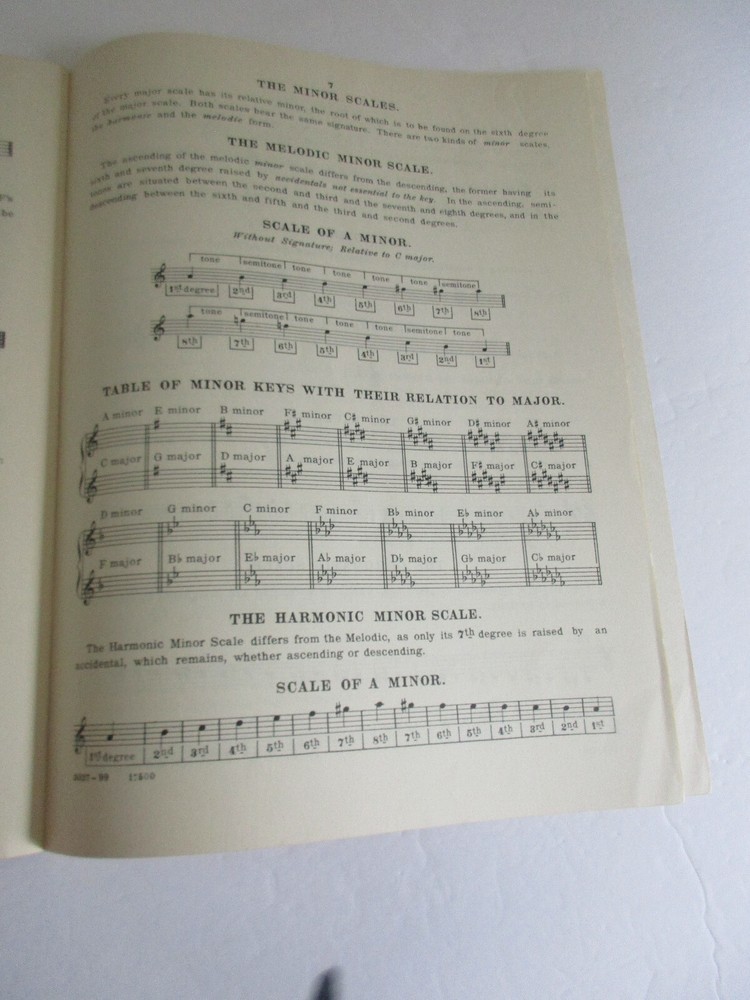 7
THE MINOR SCALES.
Every major scale has its relative minor, the root of which is to be found on the sixth degree
of the major scale. Both scales bear the same signature. There are two kinds of minor scales,
the harmonic and the melodic form.
THE MELODIC MINOR SCALE.
The ascending of the melodic minor scale differs from the descending, the former having its
sixth and seventh degree raised by accidentals not essential to the key. In the ascending, semi-
tones are situated between the second and third and the seventh and eighth degrees, and in the
descending between the sixth and fifth and the third and second degrees.
SCALE OF A MINOR.
Without Signature; Relative to C major.
tone semitone tone tone tone tone semitone
1st degree 2nd 3rd 4th 5th 6th 7th 8th
tone semitone tone tone tone semitone tone
8th 7th 6th 5th 4th 3rd 2nd 1st
TABLE OF MINOR KEYS WITH THEIR RELATION TO MAJOR.
A minor E minor B minor F♯ minor C♯ minor G♯ minor D♯ minor A♯ minor
C major G major D major A major E major B major F♯ major C♯ major
D minor G minor C minor F minor B♭ minor E♭ minor A♭ minor
F major B♭ major E♭ major A♭ major D♭ major G♭ major C♭ major
THE HARMONIC MINOR SCALE.
The Harmonic Minor Scale differs from the Melodic, as only its 7th degree is raised by an
accidental, which remains, whether ascending or descending.
SCALE OF A MINOR.
1st degree 2nd 3rd 4th 5th 6th 7th 8th 7th 6th 5th 4th 3rd 2nd 1st